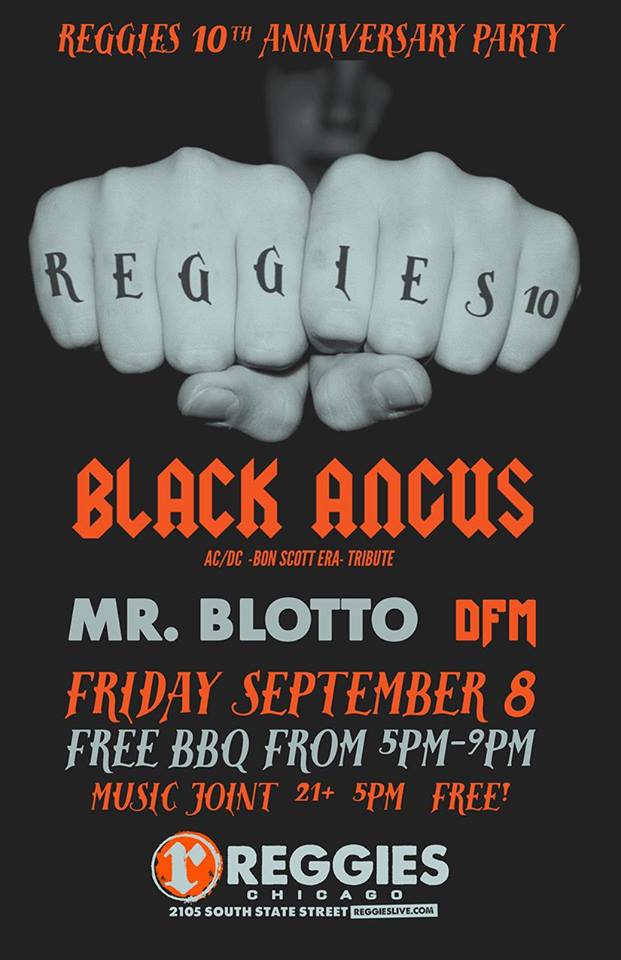 REGGIES 10TH ANNIVERSARY PARTY
REGGIES 10
BLACK ANGUS
AC/DC -BON SCOTT ERA- TRIBUTE
MR. BLOTTO DFM
FRIDAY SEPTEMBER 8
FREE BBQ FROM 5PM-9PM
MUSIC JOINT 21+ 5PM FREE!
r REGGIES
CHICAGO
2105 SOUTH STATE STREET REGGIESLIVE.COM